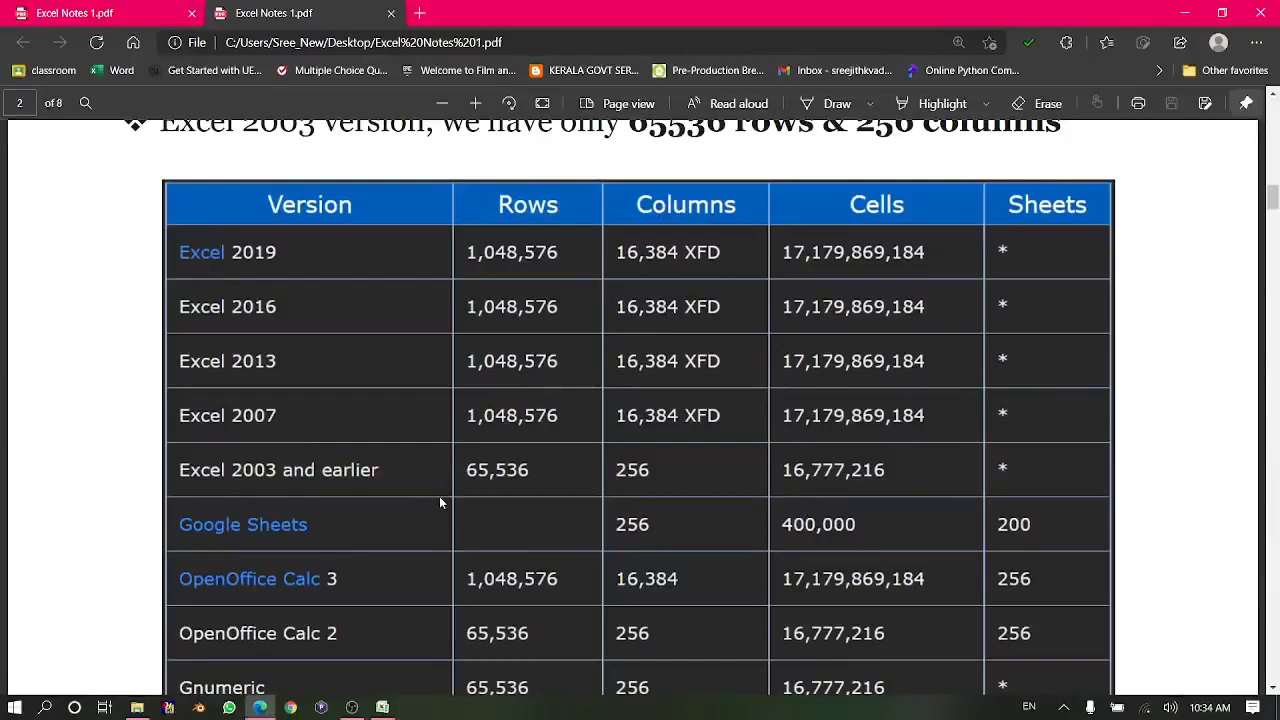 Excel Notes 1.pdf
Excel Notes 1.pdf
File
C:/Users/Sree_New/Desktop/Excel%20Notes%201.pdf
classroom
Word
Get Started with UE...
Multiple Choice Qu...
Welcome to Film an...
KERALA GOVT SER...
Pre-Production Bre...
Inbox - sreejithkvad...
Online Python Com...
Other favorites
2 of 8
Page view
Read aloud
Draw
Highlight
Erase
❖ Excel 2003 version, we have only 65536 rows & 256 columns
Version Rows Columns Cells Sheets
Excel 2019 1,048,576 16,384 XFD 17,179,869,184 *
Excel 2016 1,048,576 16,384 XFD 17,179,869,184 *
Excel 2013 1,048,576 16,384 XFD 17,179,869,184 *
Excel 2007 1,048,576 16,384 XFD 17,179,869,184 *
Excel 2003 and earlier 65,536 256 16,777,216 *
Google Sheets 256 400,000 200
OpenOffice Calc 3 1,048,576 16,384 17,179,869,184 256
OpenOffice Calc 2 65,536 256 16,777,216 256
Gnumeric 65,536 256 16,777,216 *
EN
10:34 AM